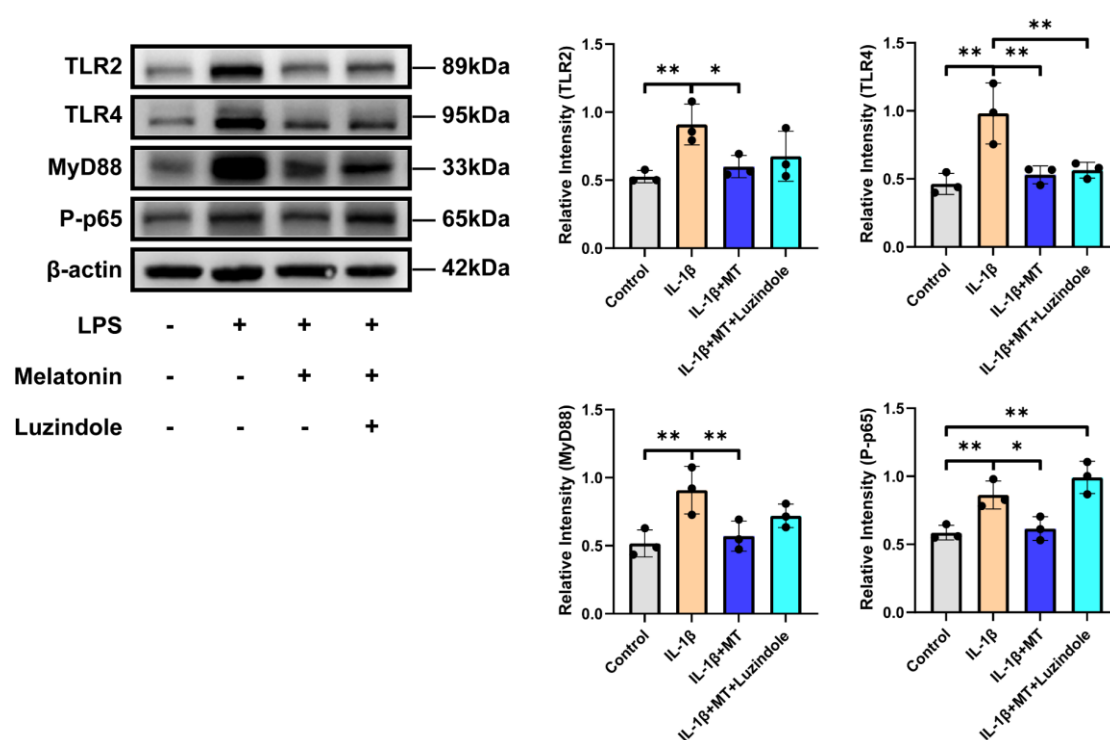 TLR2 89kDa
TLR4 95kDa
MyD88 33kDa
P-p65 65kDa
β-actin 42kDa
LPS - + + +
Melatonin - - + +
Luzindole - - - +
Relative Intensity (TLR2)
1.5
1.0
0.5
0.0
** *
Control
IL-1β
IL-1β+MT
IL-1β+MT+Luzindole
Relative Intensity (TLR4)
1.5
1.0
0.5
0.0
**
** **
Control
IL-1β
IL-1β+MT
IL-1β+MT+Luzindole
Relative Intensity (MyD88)
1.5
1.0
0.5
0.0
** **
Control
IL-1β
IL-1β+MT
IL-1β+MT+Luzindole
Relative Intensity (P-p65)
1.5
1.0
0.5
0.0
**
** *
Control
IL-1β
IL-1β+MT
IL-1β+MT+Luzindole